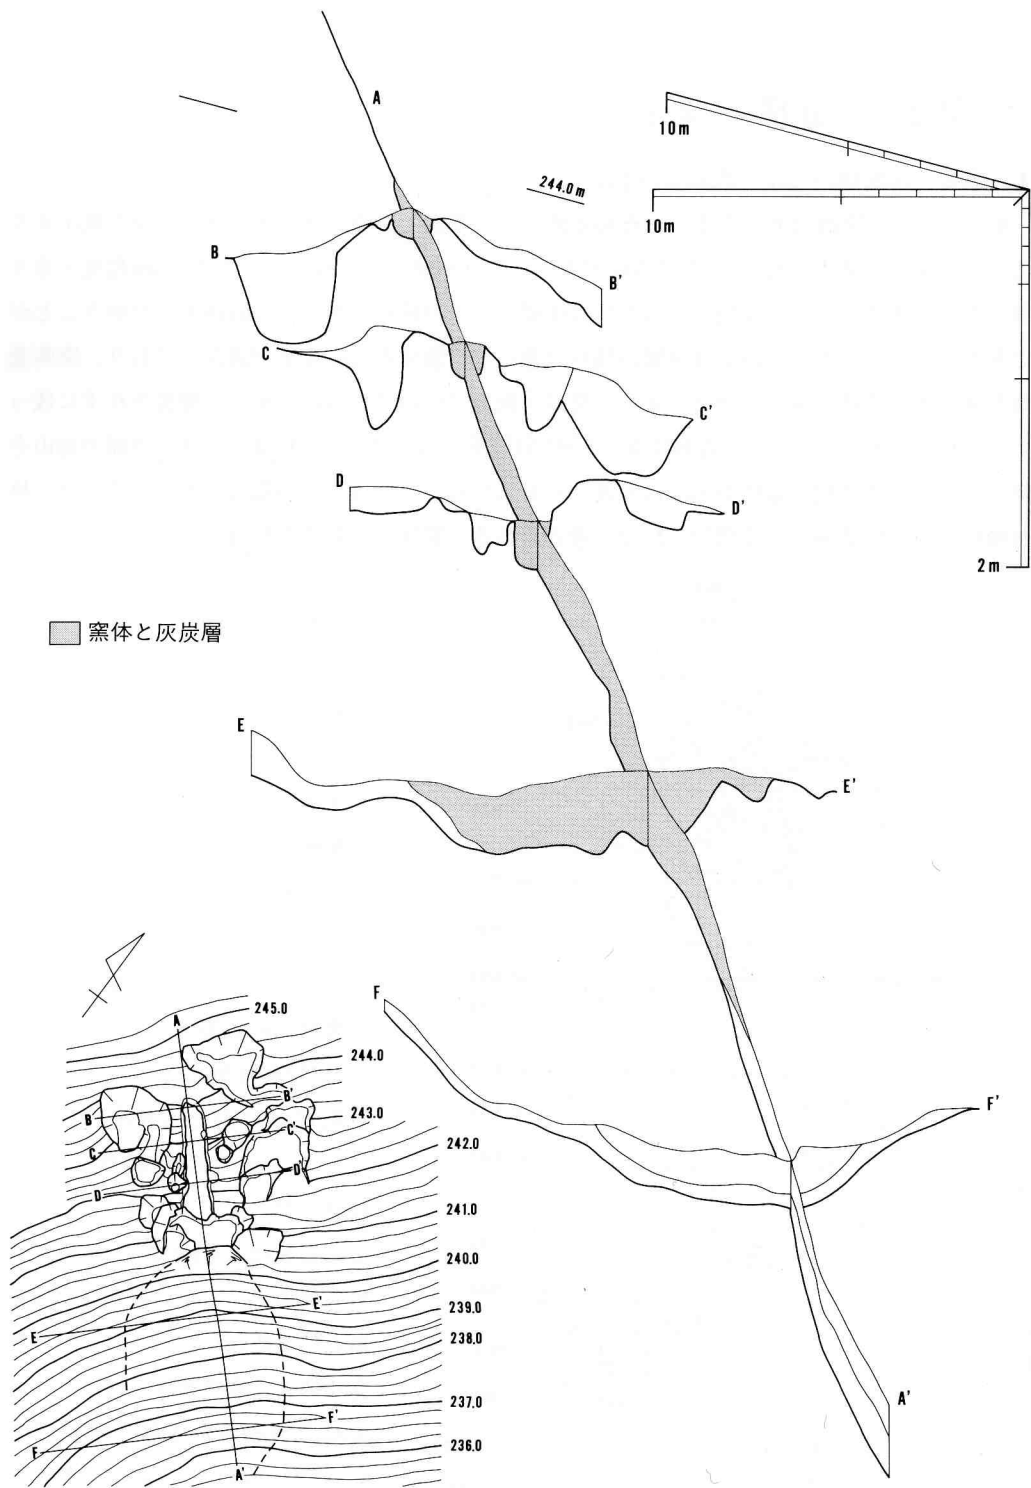 A
10m
244.0m
10m
B
B'
C
C'
D
D'
2m
窯体と灰炭層
E
E'
F
F'
A'
A
245.0
244.0
B
B'
243.0
C
C'
242.0
D
D'
241.0
240.0
E
E'
239.0
238.0
237.0
F
F'
236.0
A'